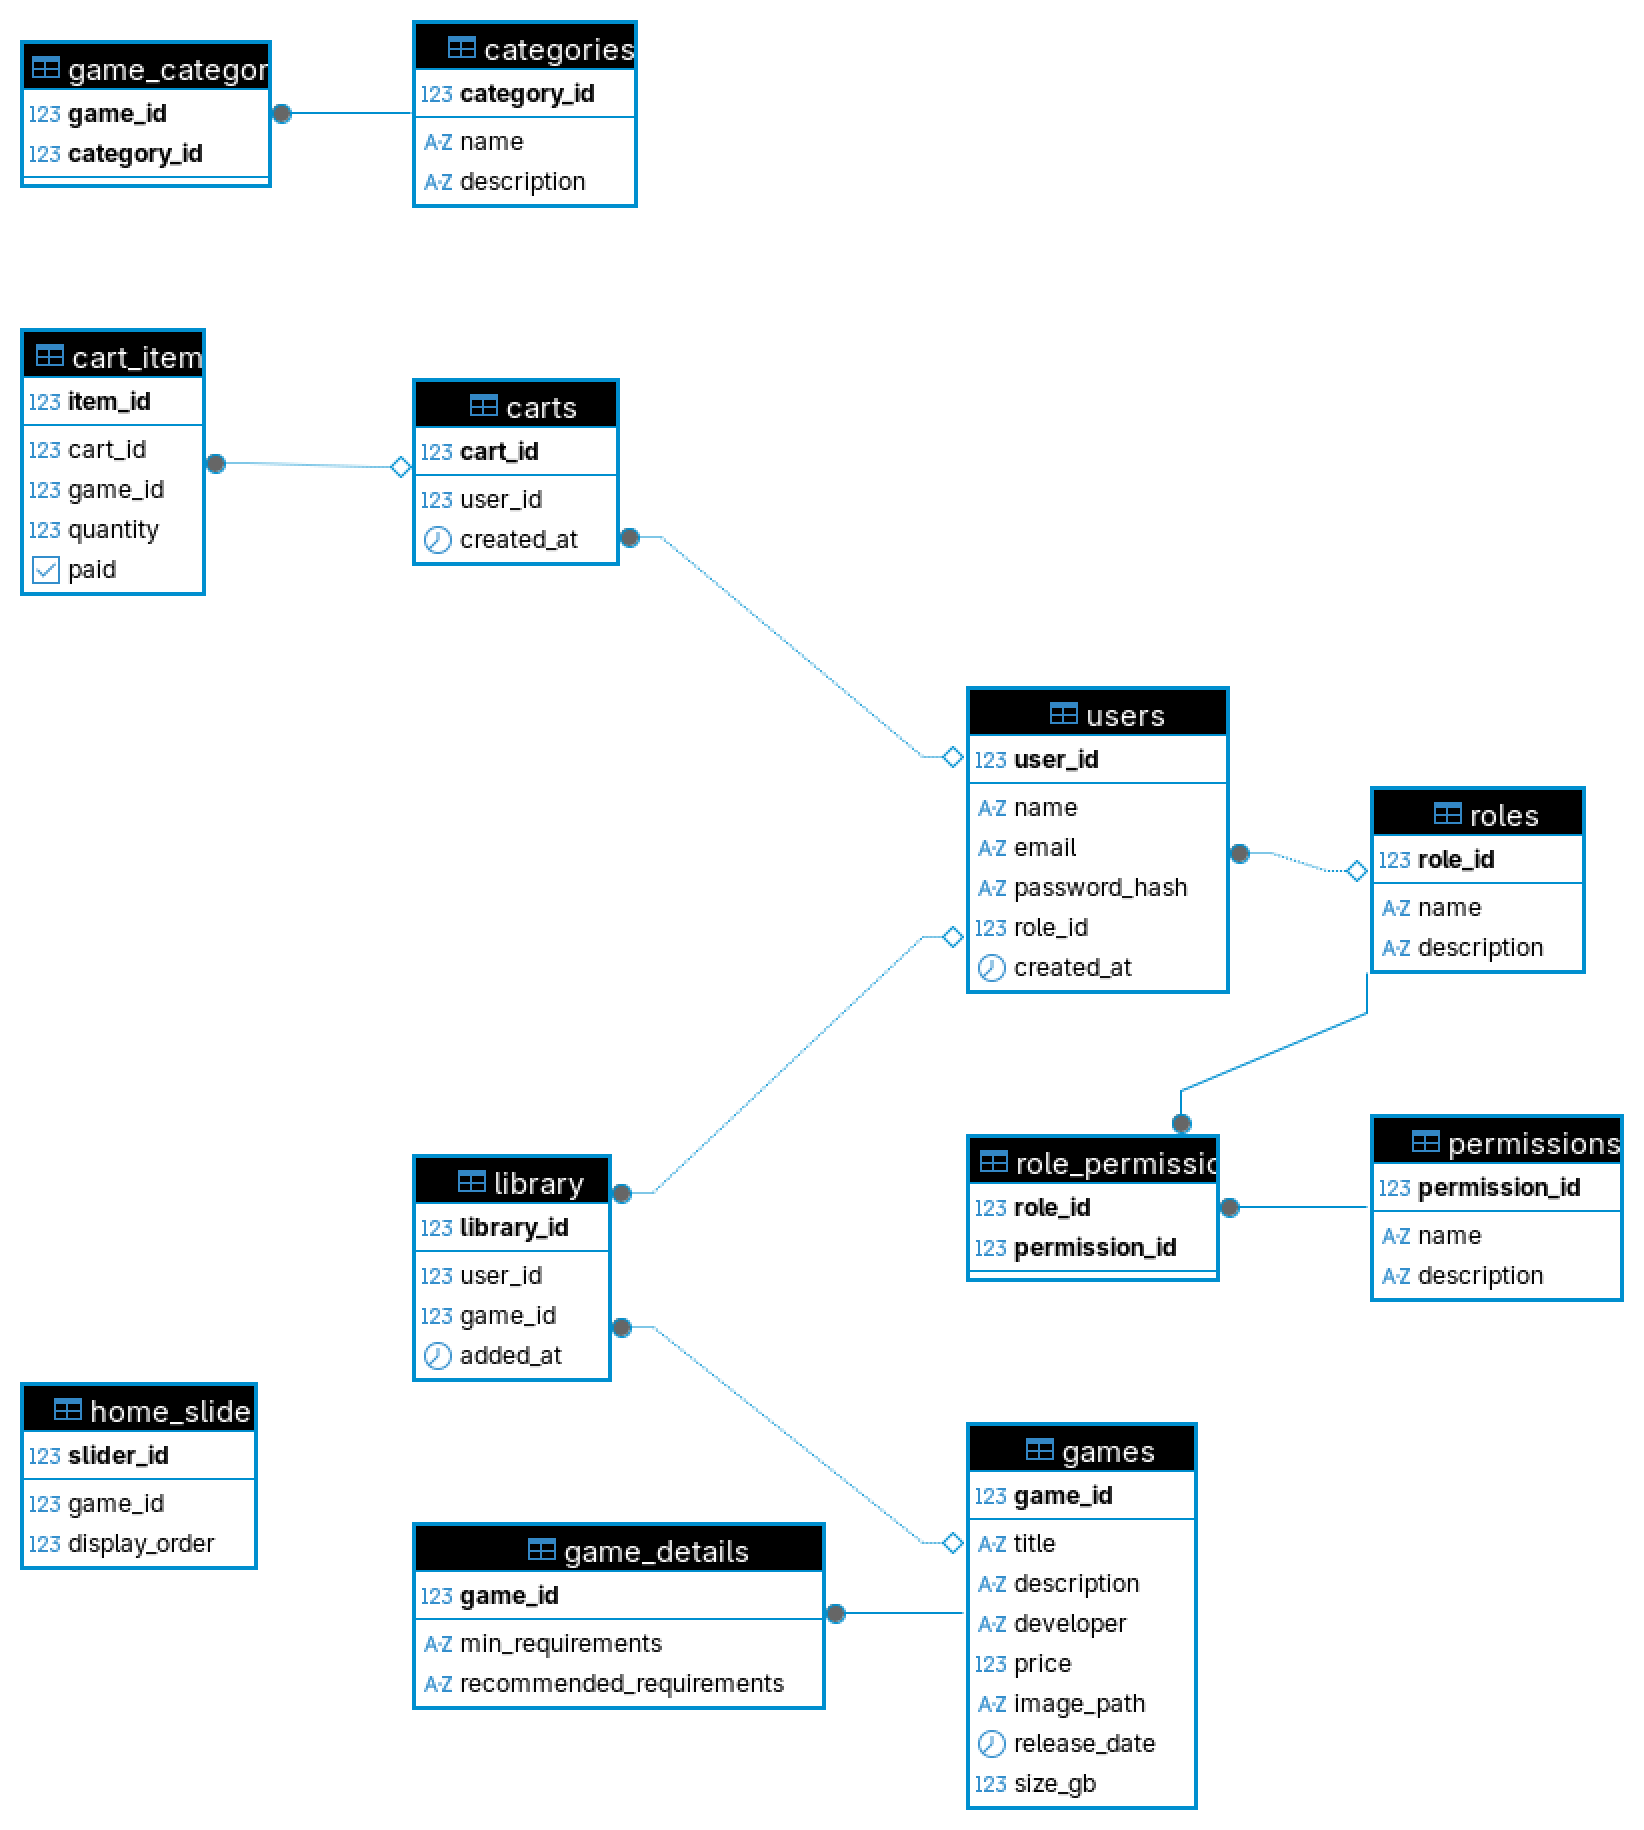 game_categor
123 game_id
123 category_id
categories
123 category_id
A-Z name
A-Z description
cart_item
123 item_id
123 cart_id
123 game_id
123 quantity
paid
carts
123 cart_id
123 user_id
created_at
users
123 user_id
A-Z name
A-Z email
A-Z password_hash
123 role_id
created_at
roles
123 role_id
A-Z name
A-Z description
library
123 library_id
123 user_id
123 game_id
added_at
role_permissic
123 role_id
123 permission_id
permissions
123 permission_id
A-Z name
A-Z description
home_slide
123 slider_id
123 game_id
123 display_order
game_details
123 game_id
A-Z min_requirements
A-Z recommended_requirements
games
123 game_id
A-Z title
A-Z description
A-Z developer
123 price
A-Z image_path
release_date
123 size_gb